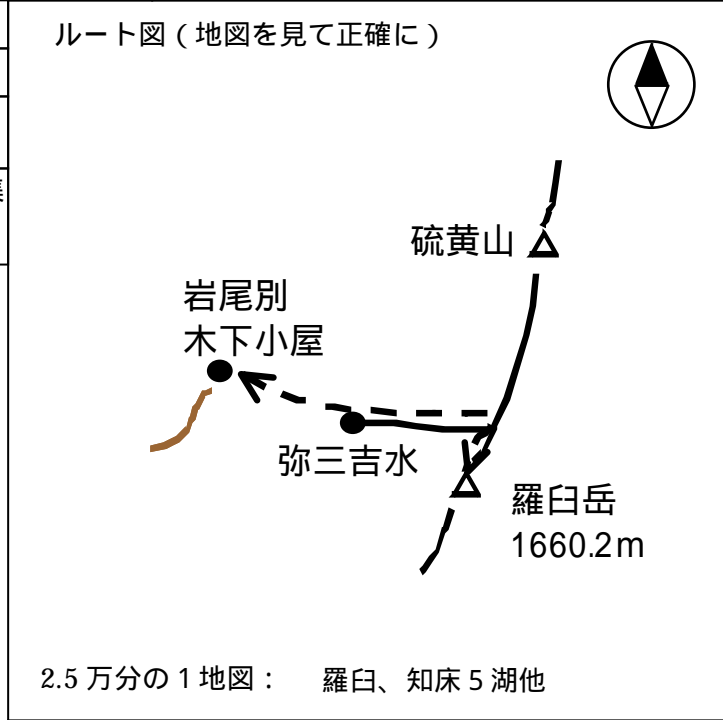 ルート図（地図を見て正確に）
硫黄山
岩尾別
木下小屋
弥三吉水
羅臼岳
1660.2m
2.5万分の1地図： 羅臼、知床5湖他